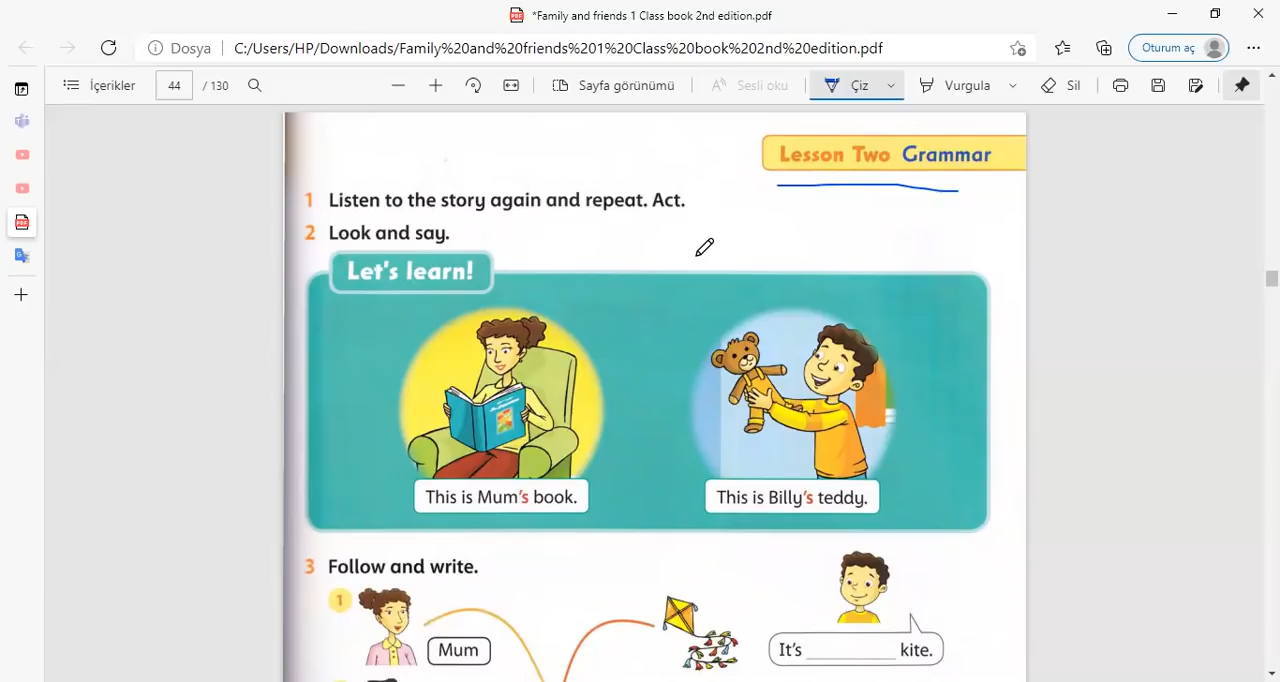 *Family and friends 1 Class book 2nd edition.pdf
Dosya C:/Users/HP/Downloads/Family%20and%20friends%201%20Class%20book%202nd%20edition.pdf Oturum aç
İçerikler 44 / 130 Sayfa görünümü Sesli oku Çiz Vurgula Sil
Lesson Two Grammar
1 Listen to the story again and repeat. Act.
2 Look and say.
Let's learn!
This is Mum's book. This is Billy's teddy.
3 Follow and write.
1
Mum It's __________ kite.